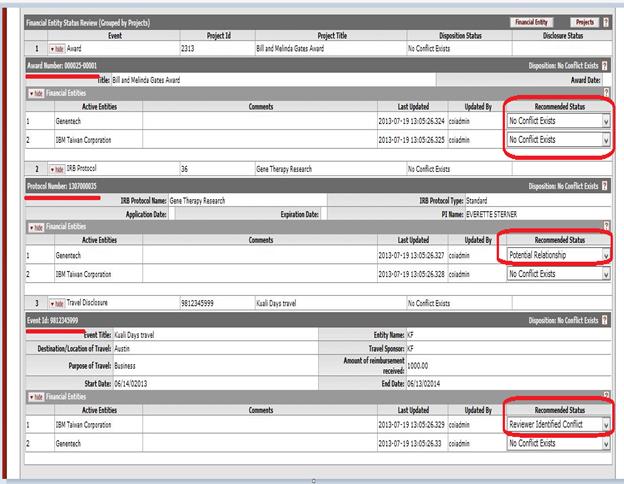 Financial Entity Status Review (Grouped by Projects) Financial Entity Projects ?
Event Project Id Project Title Disposition Status Disclosure Status
1 hide Award 2313 Bill and Melinda Gates Award No Conflict Exists
Award Number: 000025-00001 Disposition: No Conflict Exists ?
Title: Bill and Melinda Gates Award Award Date:
hide Financial Entities ?
Active Entities Comments Last Updated Updated By Recommended Status
1 Genentech 2013-07-19 13:05:26.324 coiadmin No Conflict Exists
2 IBM Taiwan Corporation 2013-07-19 13:05:26.325 coiadmin No Conflict Exists
2 hide IRB Protocol 36 Gene Therapy Research No Conflict Exists
Protocol Number: 1307000035 Disposition: No Conflict Exists ?
IRB Protocol Name: Gene Therapy Research IRB Protocol Type: Standard
Application Date: Expiration Date: PI Name: EVERETTE STERNER
hide Financial Entities ?
Active Entities Comments Last Updated Updated By Recommended Status
1 Genentech 2013-07-19 13:05:26.327 coiadmin Potential Relationship
2 IBM Taiwan Corporation 2013-07-19 13:05:26.328 coiadmin No Conflict Exists
3 hide Travel Disclosure 9812345999 Kuali Days travel No Conflict Exists
Event Id: 9812345999 Disposition: No Conflict Exists ?
Event Title: Kuali Days travel Entity Name: KF
Destination/Location of Travel: Austin Travel Sponsor: KF
Purpose of Travel: Business Amount of reimbursement received: 1000.00
Start Date: 06/14/02013 End Date: 06/13/02014
hide Financial Entities ?
Active Entities Comments Last Updated Updated By Recommended Status
1 IBM Taiwan Corporation 2013-07-19 13:05:26.329 coiadmin Reviewer Identified Conflict
2 Genentech 2013-07-19 13:05:26.33 coiadmin No Conflict Exists